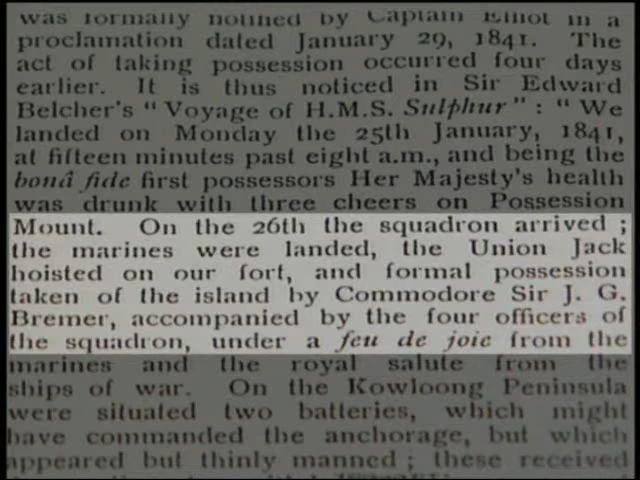 was formally notified by Captain Elliot in a
proclamation dated January 29, 1841. The
act of taking possession occurred four days
earlier. It is thus noticed in Sir Edward
Belcher's "Voyage of H.M.S. Sulphur" : "We
landed on Monday the 25th January, 1841,
at fifteen minutes past eight a.m., and being the
bonâ fide first possessors Her Majesty's health
was drunk with three cheers on Possession
Mount. On the 26th the squadron arrived ;
the marines were landed, the Union Jack
hoisted on our fort, and formal possession
taken of the island by Commodore Sir J. G.
Bremer, accompanied by the four officers of
the squadron, under a feu de joie from the
marines and the royal salute from the
ships of war. On the Kowloong Peninsula
were situated two batteries, which might
have commanded the anchorage, but which
appeared but thinly manned ; these received